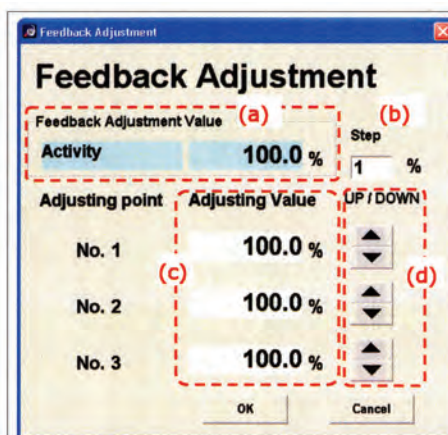 Feedback Adjustment
Feedback Adjustment
Feedback Adjustment Value (a) (b)
Step
Activity 100.0 % 1 %
Adjusting point Adjusting Value UP / DOWN
No. 1 100.0 %
(c) (d)
No. 2 100.0 %
No. 3 100.0 %
OK Cancel